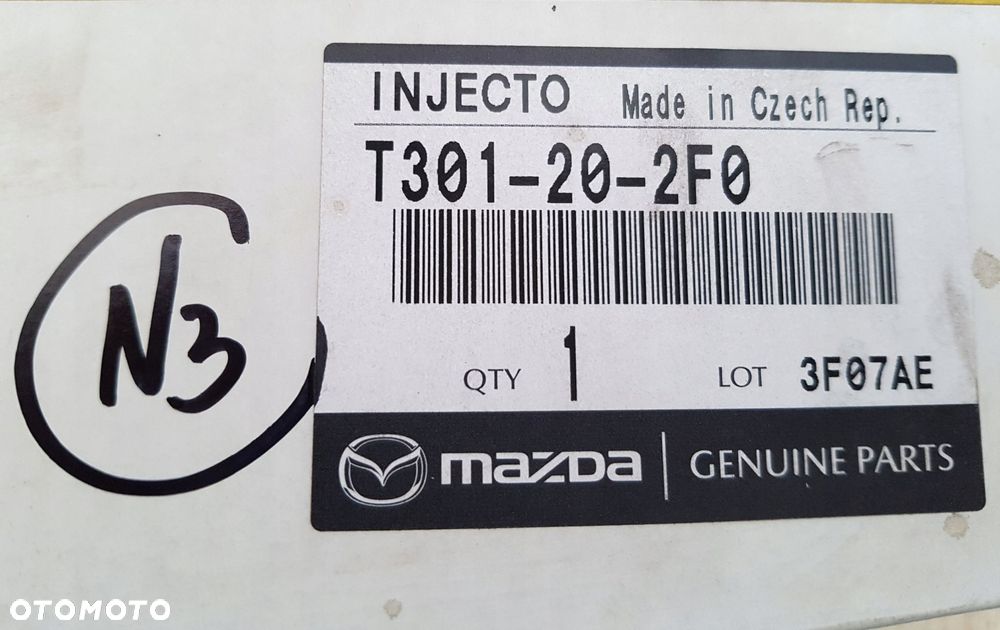 INJECTO Made in Czech Rep.
T301-20-2F0
N3
QTY 1 LOT 3F07AE
mazda GENUINE PARTS
OTOMOTO